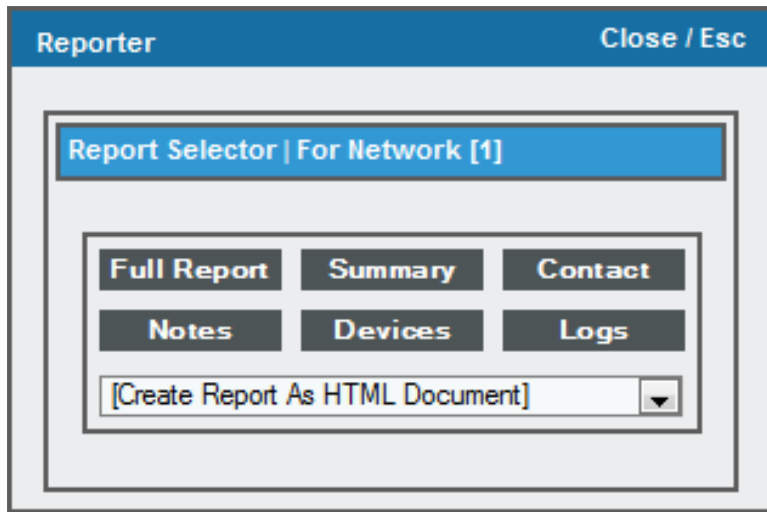 Reporter Close / Esc
Report Selector | For Network [1]
Full Report Summary Contact
Notes Devices Logs
[Create Report As HTML Document]